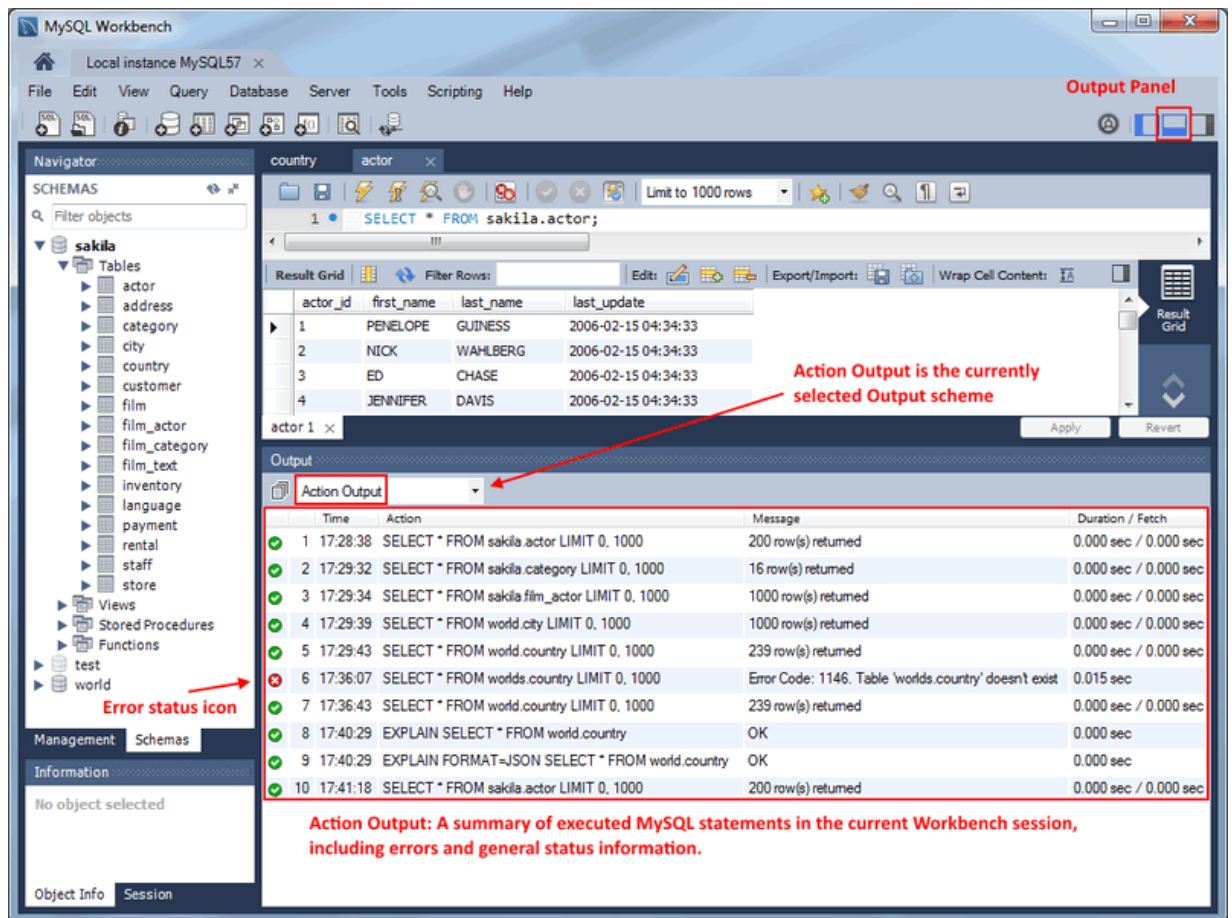 MySQL Workbench
Local instance MySQL57
File Edit View Query Database Server Tools Scripting Help
Output Panel
Navigator
SCHEMAS
Filter objects
sakila
Tables
actor
address
category
city
country
customer
film
film_actor
film_category
film_text
inventory
language
payment
rental
staff
store
Views
Stored Procedures
Functions
test
world
Error status icon
Management Schemas
Information
No object selected
Object Info Session
country actor
Limit to 1000 rows
1 SELECT * FROM sakila.actor;
Result Grid Filter Rows: Edit: Export/Import: Wrap Cell Content:
Result
Grid
actor_id first_name last_name last_update
1 PENELOPE GUINESS 2006-02-15 04:34:33
2 NICK WAHLBERG 2006-02-15 04:34:33
3 ED CHASE 2006-02-15 04:34:33
4 JENNIFER DAVIS 2006-02-15 04:34:33
Action Output is the currently
selected Output scheme
actor 1 Apply Revert
Output
Action Output
Time Action Message Duration / Fetch
1 17:28:38 SELECT * FROM sakila.actor LIMIT 0, 1000 200 row(s) returned 0.000 sec / 0.000 sec
2 17:29:32 SELECT * FROM sakila.category LIMIT 0, 1000 16 row(s) returned 0.000 sec / 0.000 sec
3 17:29:34 SELECT * FROM sakila.film_actor LIMIT 0, 1000 1000 row(s) returned 0.000 sec / 0.000 sec
4 17:29:39 SELECT * FROM world.city LIMIT 0, 1000 1000 row(s) returned 0.000 sec / 0.000 sec
5 17:29:43 SELECT * FROM world.country LIMIT 0, 1000 239 row(s) returned 0.000 sec / 0.000 sec
6 17:36:07 SELECT * FROM worlds.country LIMIT 0, 1000 Error Code: 1146. Table 'worlds.country' doesn't exist 0.015 sec
7 17:36:43 SELECT * FROM world.country LIMIT 0, 1000 239 row(s) returned 0.000 sec / 0.000 sec
8 17:40:29 EXPLAIN SELECT * FROM world.country OK 0.000 sec
9 17:40:29 EXPLAIN FORMAT=JSON SELECT * FROM world.country OK 0.000 sec
10 17:41:18 SELECT * FROM sakila.actor LIMIT 0, 1000 200 row(s) returned 0.000 sec / 0.000 sec
Action Output: A summary of executed MySQL statements in the current Workbench session,
including errors and general status information.